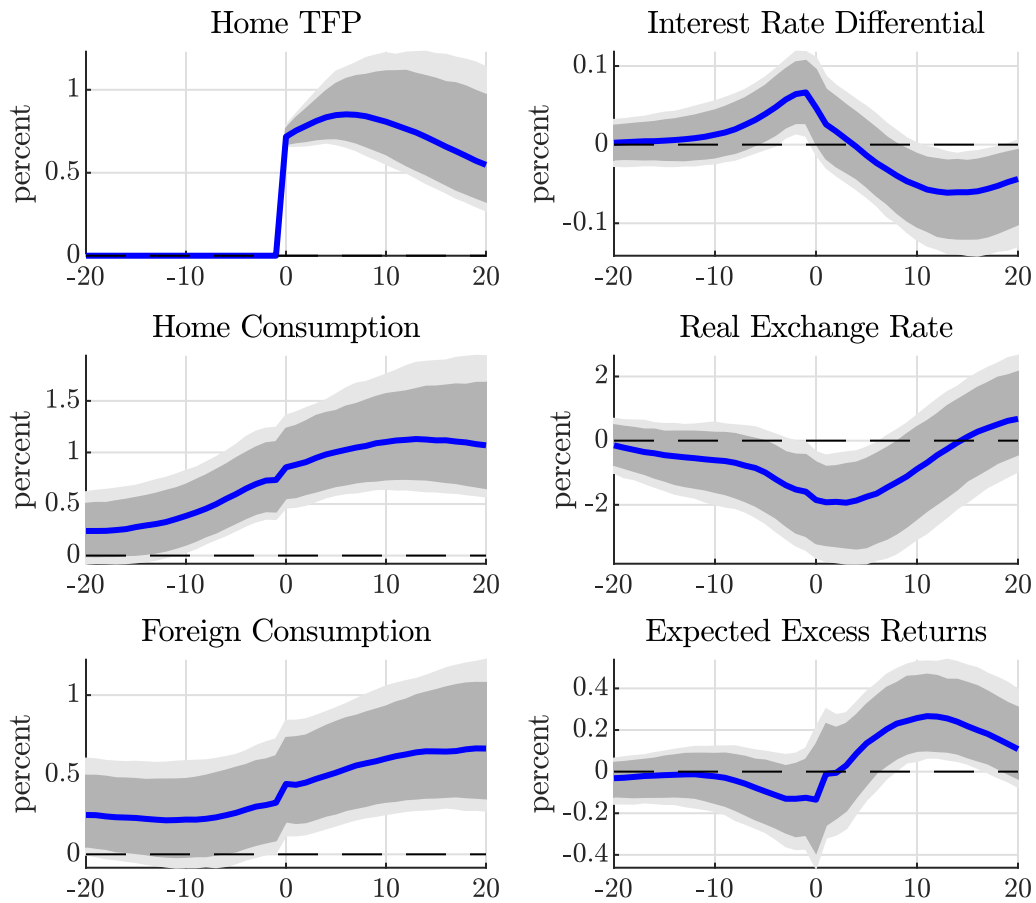 Home TFP
percent
1
0.5
0
-20 -10 0 10 20
Interest Rate Differential
percent
0.1
0
-0.1
-20 -10 0 10 20
Home Consumption
percent
1.5
1
0.5
0
-20 -10 0 10 20
Real Exchange Rate
percent
2
0
-2
-20 -10 0 10 20
Foreign Consumption
percent
1
0.5
0
-20 -10 0 10 20
Expected Excess Returns
percent
0.4
0.2
0
-0.2
-0.4
-20 -10 0 10 20